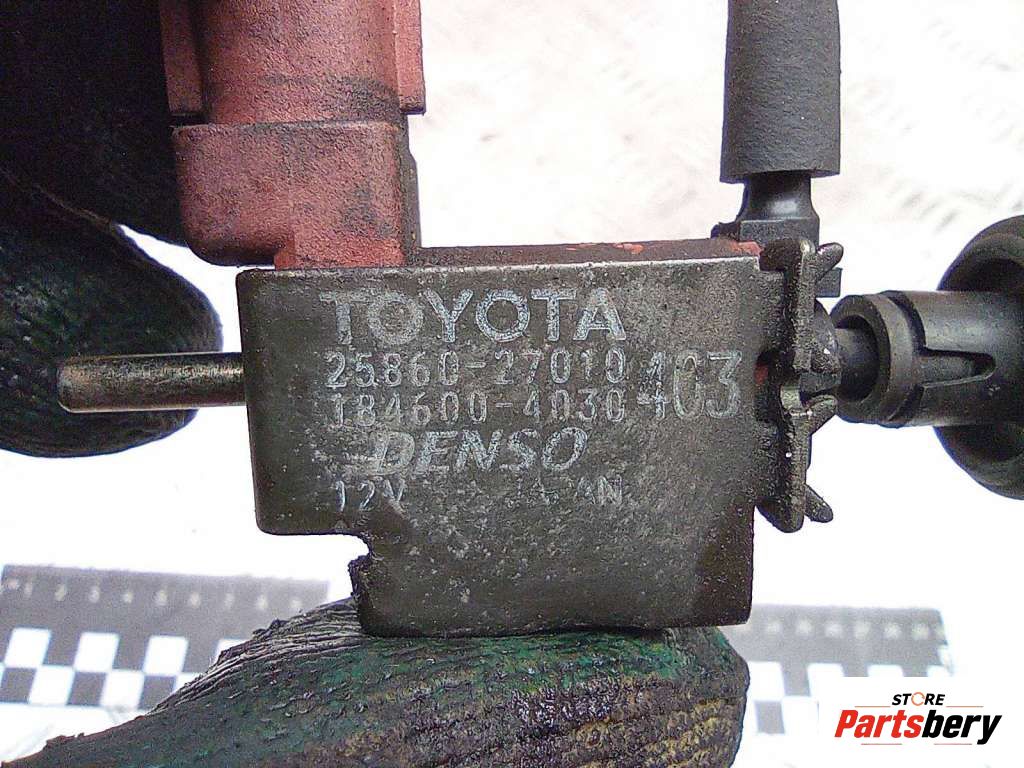 TOYOTA
25860-27010
184600-4030 403
DENSO
12V
STORE
Partsbery